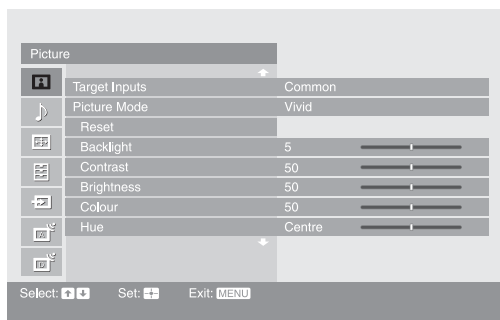 Picture
Target Inputs Common
Picture Mode Vivid
Reset
Backlight 5
Contrast 50
Brightness 50
Colour 50
Hue Centre
Select: Set: Exit: MENU